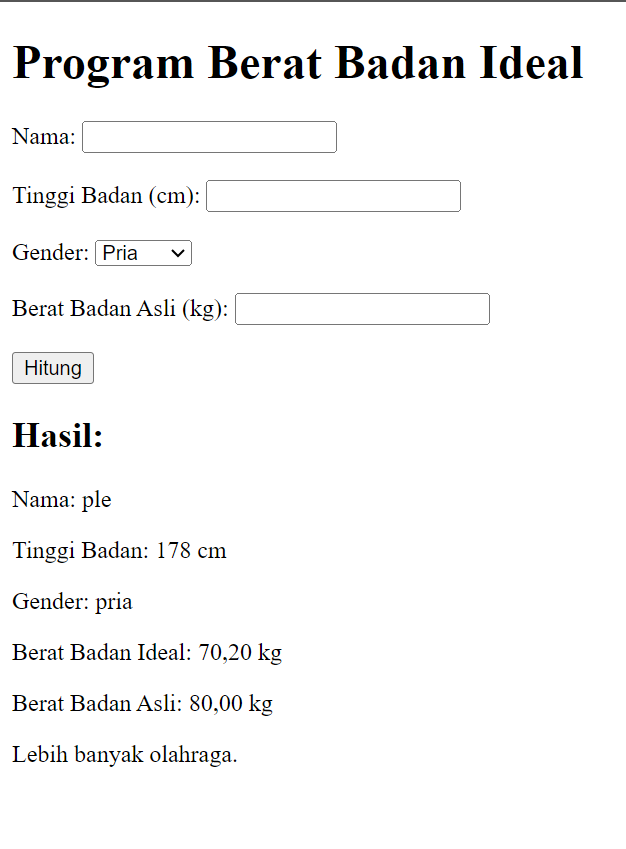 Program Berat Badan Ideal
Nama:
Tinggi Badan (cm):
Gender: Pria
Berat Badan Asli (kg):
Hitung
Hasil:
Nama: ple
Tinggi Badan: 178 cm
Gender: pria
Berat Badan Ideal: 70,20 kg
Berat Badan Asli: 80,00 kg
Lebih banyak olahraga.